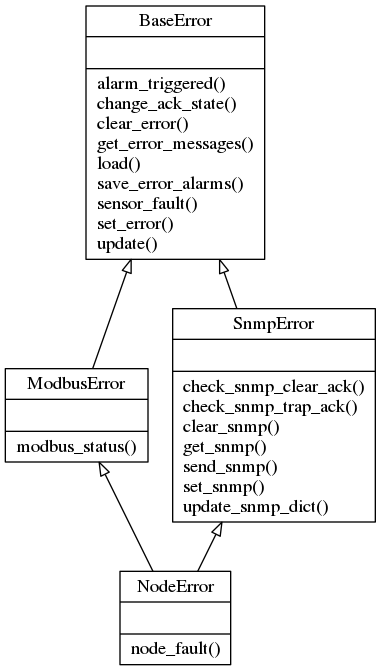 BaseError
alarm_triggered()
change_ack_state()
clear_error()
get_error_messages()
load()
save_error_alarms()
sensor_fault()
set_error()
update()
SnmpError
check_snmp_clear_ack()
check_snmp_trap_ack()
clear_snmp()
get_snmp()
send_snmp()
set_snmp()
update_snmp_dict()
ModbusError
modbus_status()
NodeError
node_fault()